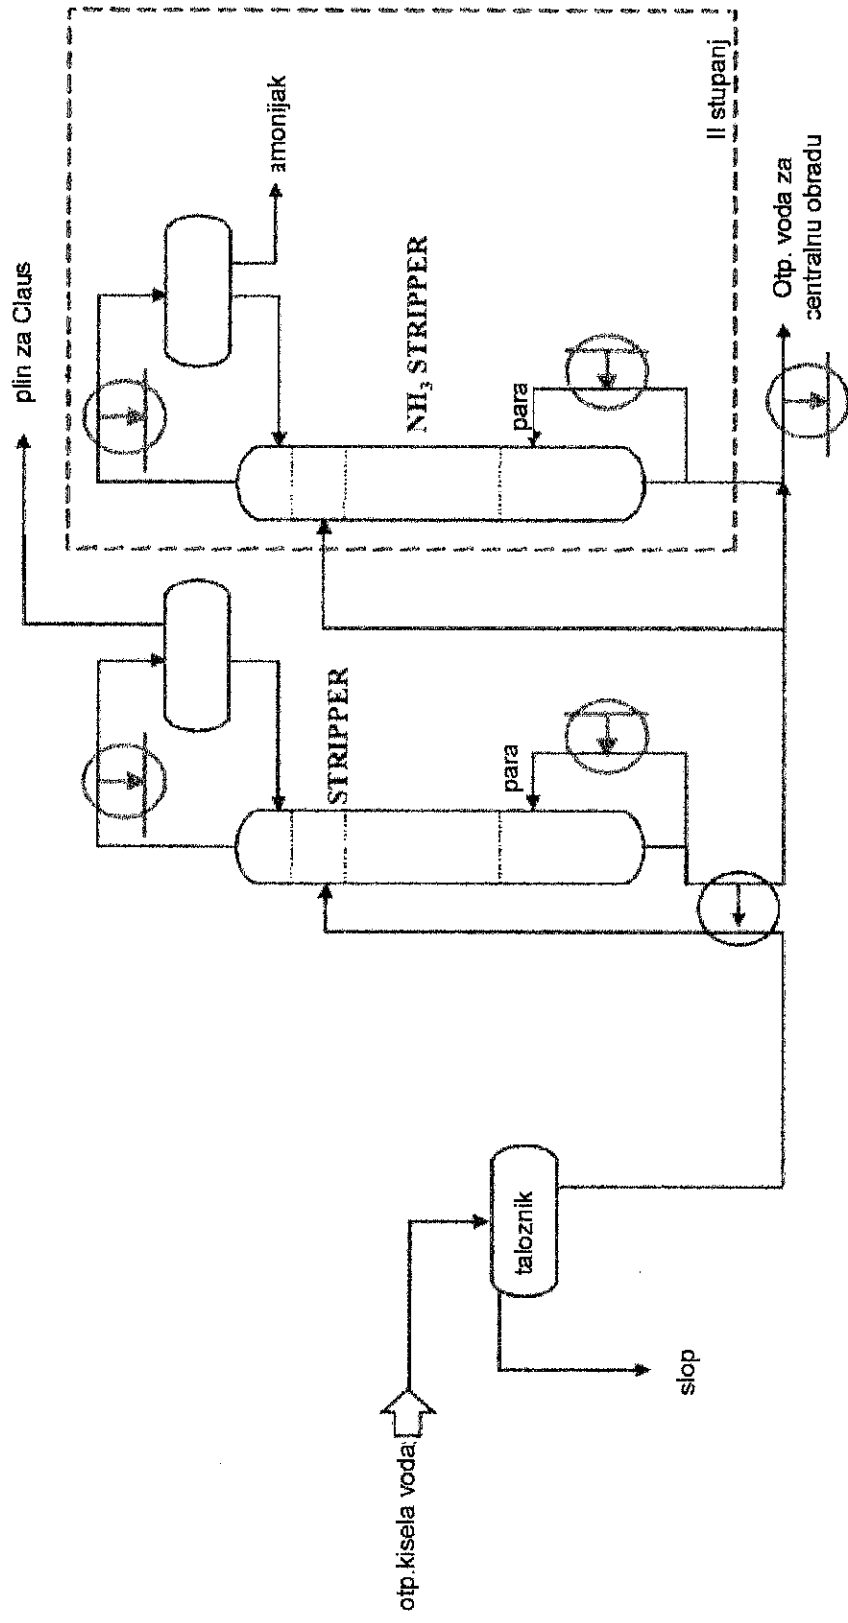 otp.kisela voda
slop
taloznik
STRIPPER
para
plin za Claus
NH₃ STRIPPER
para
amonijak
II stupanj
Otp. voda za
centralnu obradu